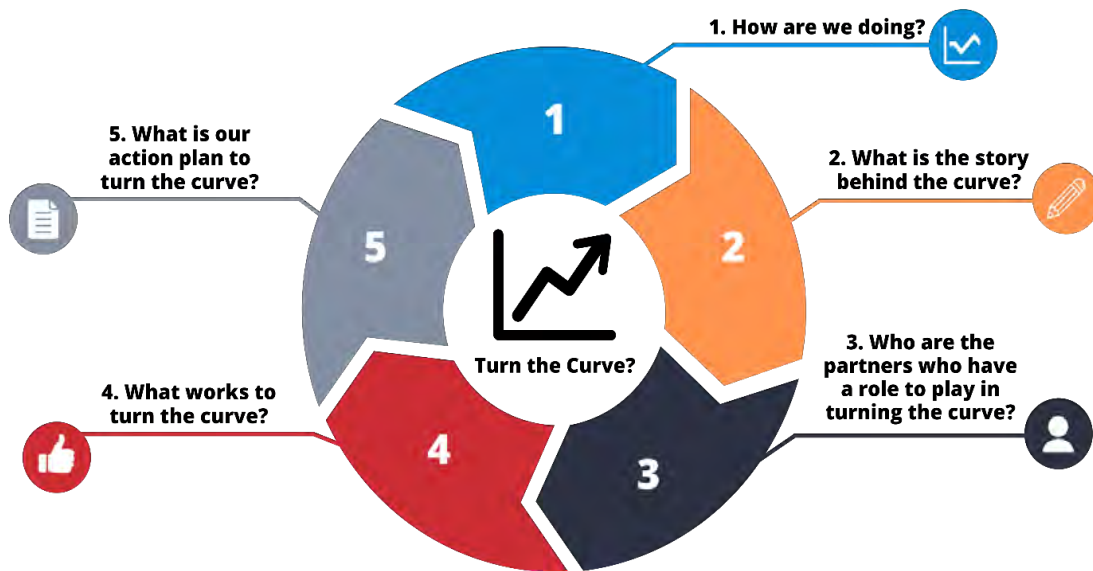 1. How are we doing?
1
2. What is the story
behind the curve?
2
3. Who are the
partners who have
a role to play in
turning the curve?
3
4. What works to
turn the curve?
4
5. What is our
action plan to
turn the curve?
5
Turn the Curve?